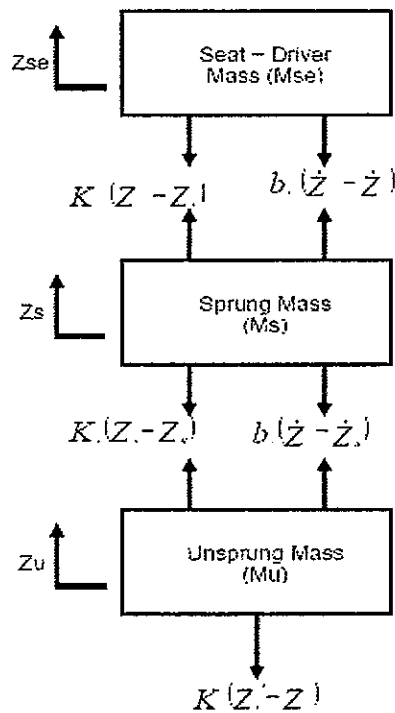 Zse
Seat – Driver
Mass (Mse)
K (Z - Z.)
b. (Ż - Ż)
Zs
Sprung Mass
(Ms)
K.(Z.-Z )
b.(Ż - Ż )
Zu
Unsprung Mass
(Mu)
K (Z.-Z )